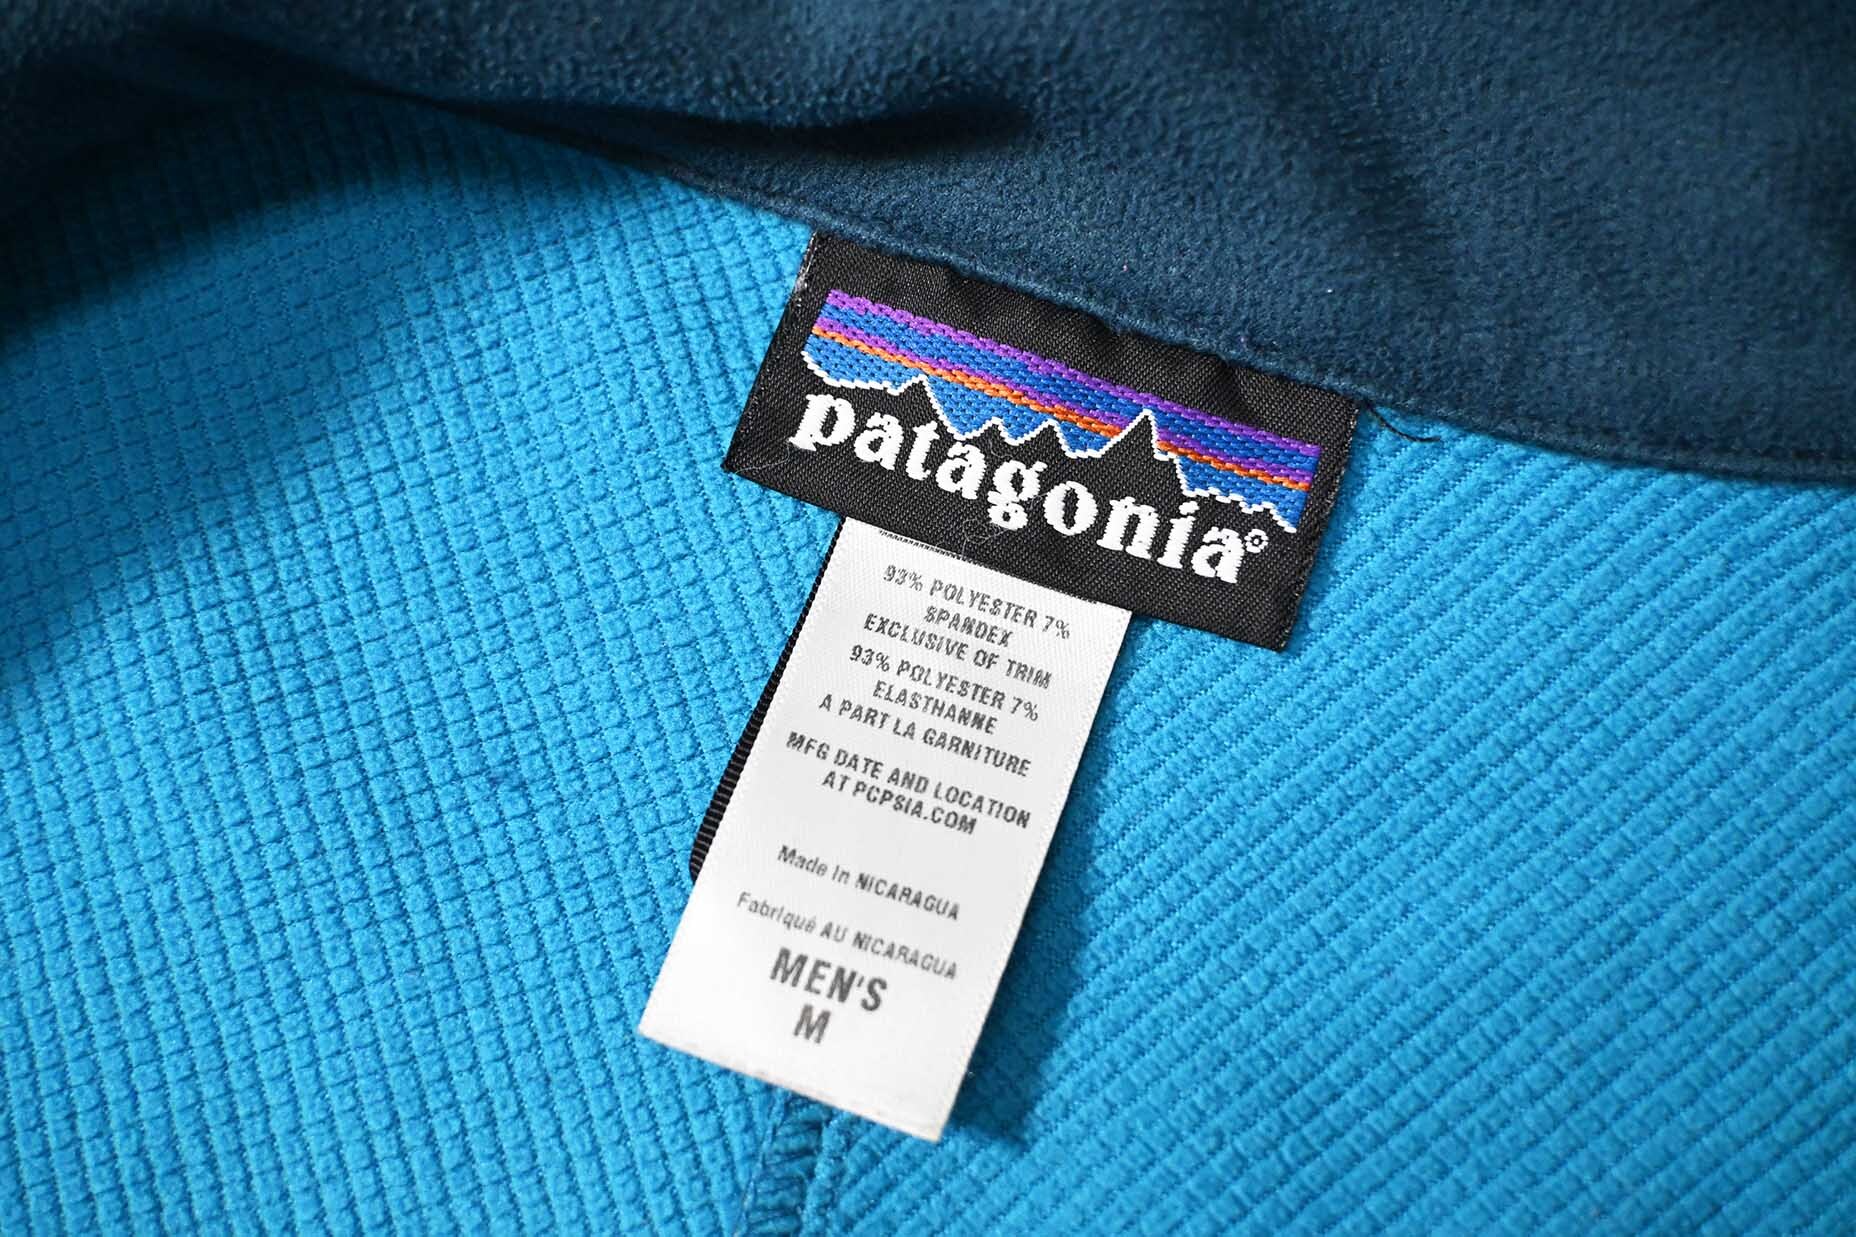 patagonia®
93% POLYESTER 7%
SPANDEX
EXCLUSIVE OF TRIM
93% POLYESTER 7%
ELASTHANNE
A PART LA GARNITURE
MFG DATE AND LOCATION
AT PCPSIA.COM
Made In NICARAGUA
Fabriqué AU NICARAGUA
MEN'S
M